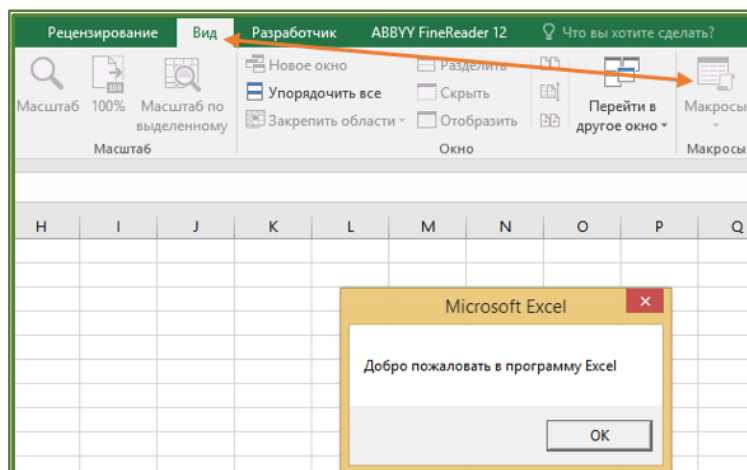 Рецензирование Вид Разработчик ABBYY FineReader 12 Что вы хотите сделать?
Новое окно Разделить
Масштаб 100% Масштаб по выделенному Упорядочить все Скрыть Перейти в другое окно Макросы
Закрепить области Отобразить
Масштаб Окно Макросы
H I J K L M N O P Q
Microsoft Excel
Добро пожаловать в программу Excel
OK